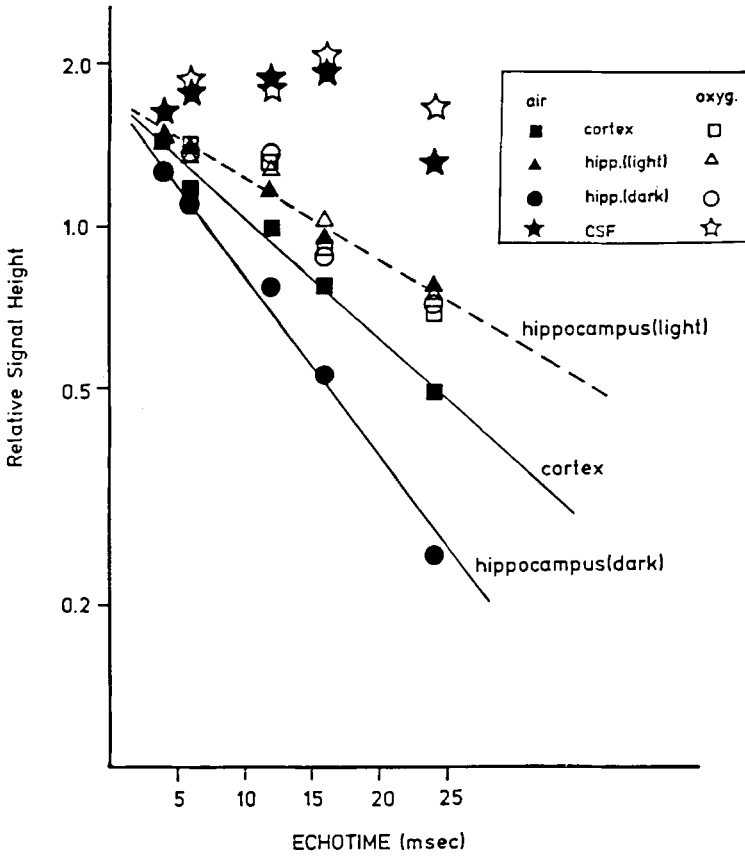 2.0
1.0
0.5
0.2
Relative Signal Height
air oxyg.
cortex
hipp.(light)
hipp.(dark)
CSF
hippocampus(light)
cortex
hippocampus(dark)
5 10 15 20 25
ECHOTIME (msec)